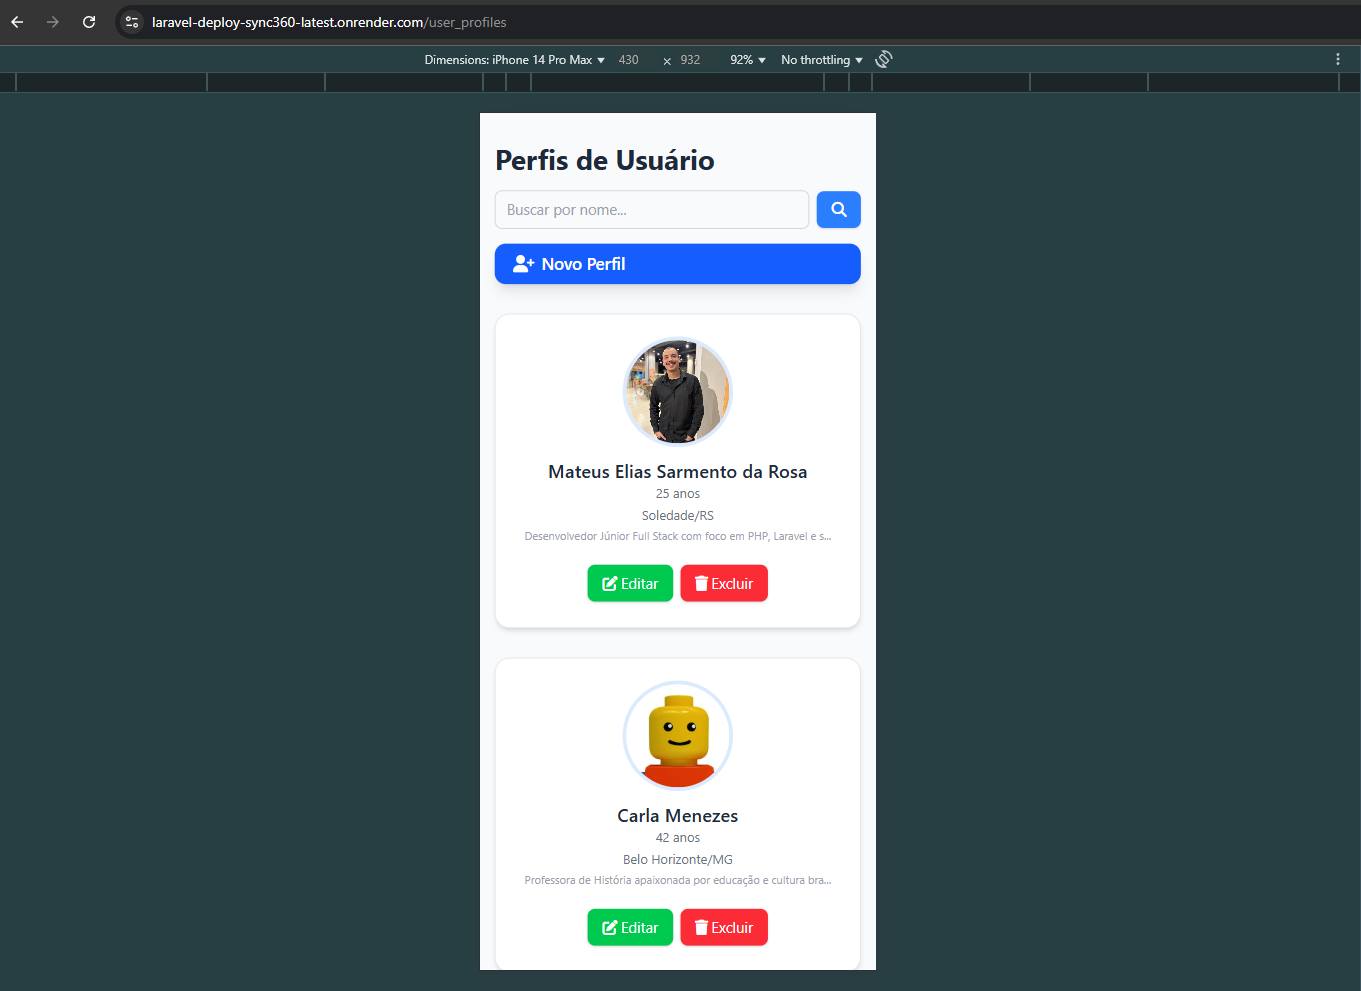 laravel-deploy-sync360-latest.onrender.com/user_profiles
Dimensions: iPhone 14 Pro Max 430 × 932 92% No throttling
Perfis de Usuário
Buscar por nome...
Novo Perfil
Mateus Elias Sarmento da Rosa
25 anos
Soledade/RS
Desenvolvedor Júnior Full Stack com foco em PHP, Laravel e s...
Editar Excluir
Carla Menezes
42 anos
Belo Horizonte/MG
Professora de História apaixonada por educação e cultura bra...
Editar Excluir